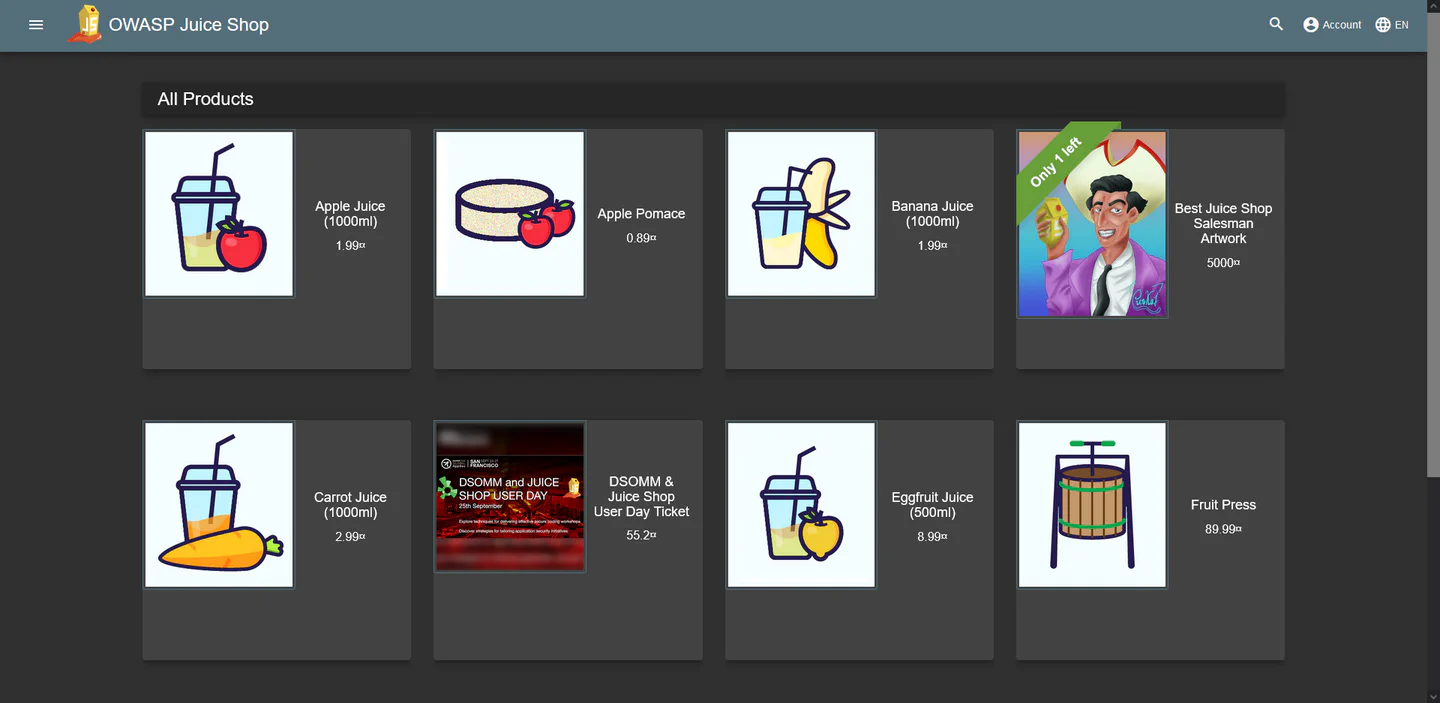 OWASP Juice Shop
Account
EN
All Products
Apple Juice
(1000ml)
1.99¤
Apple Pomace
0.89¤
Banana Juice
(1000ml)
1.99¤
Only 1 left
Best Juice Shop
Salesman
Artwork
5000¤
Carrot Juice
(1000ml)
2.99¤
SAN
FRANCISCO
DSOMM and JUICE
SHOP USER DAY
25th September
Explore techniques for delivering effective secure coding workshops
Discover strategies for tailoring application security initiatives
DSOMM &
Juice Shop
User Day Ticket
55.2¤
Eggfruit Juice
(500ml)
8.99¤
Fruit Press
89.99¤